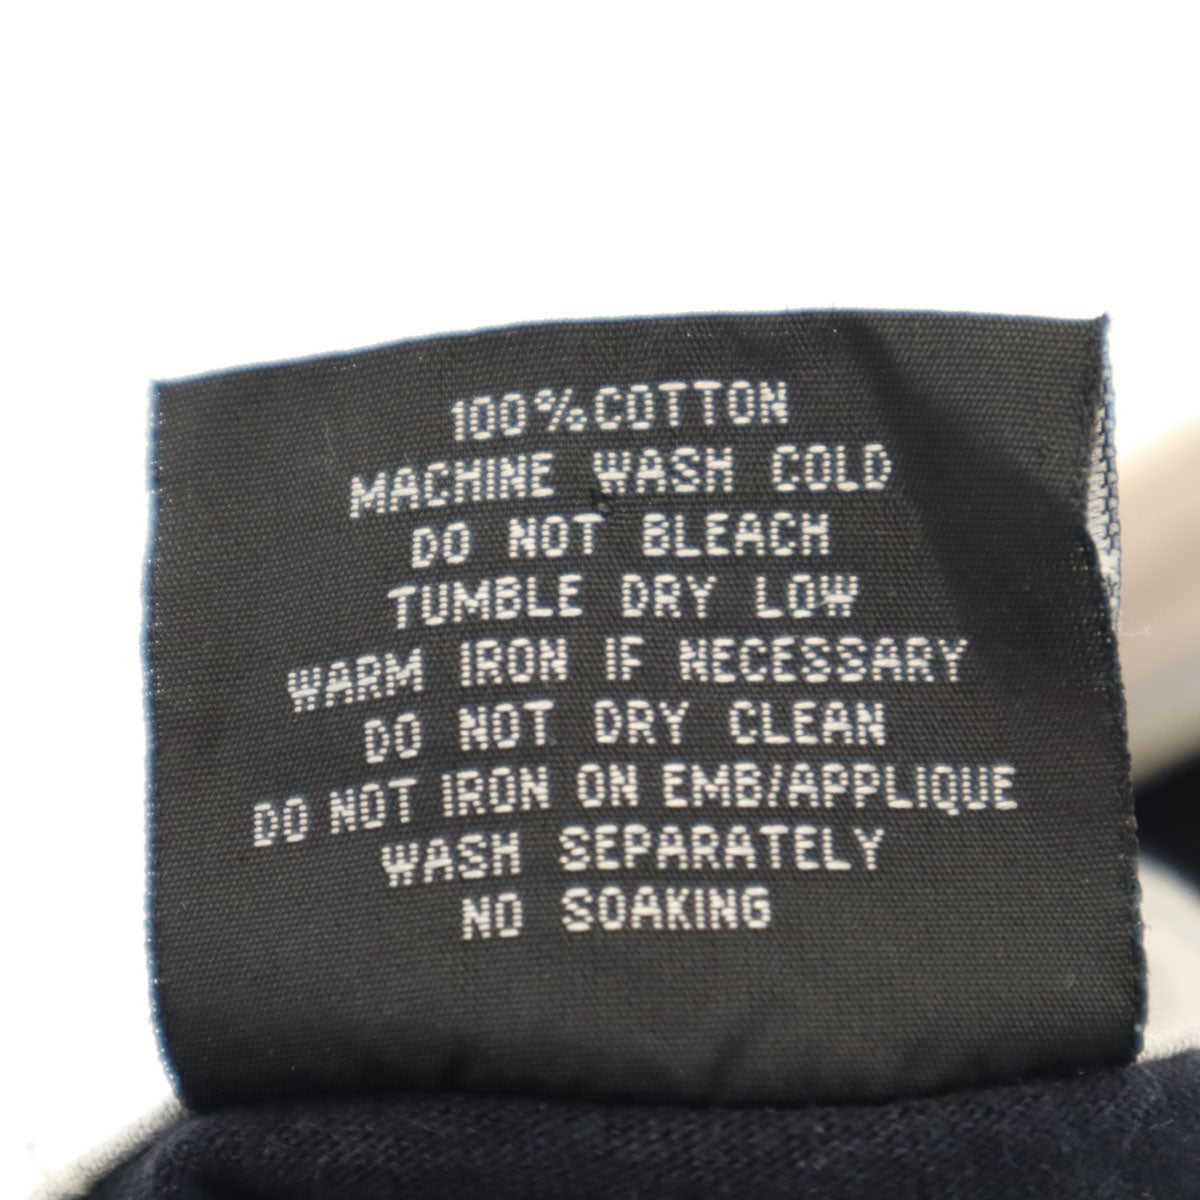 100%COTTON
MACHINE WASH COLD
DO NOT BLEACH
TUMBLE DRY LOW
WARM IRON IF NECESSARY
DO NOT DRY CLEAN
DO NOT IRON ON EMB/APPLIQUE
WASH SEPARATELY
NO SOAKING